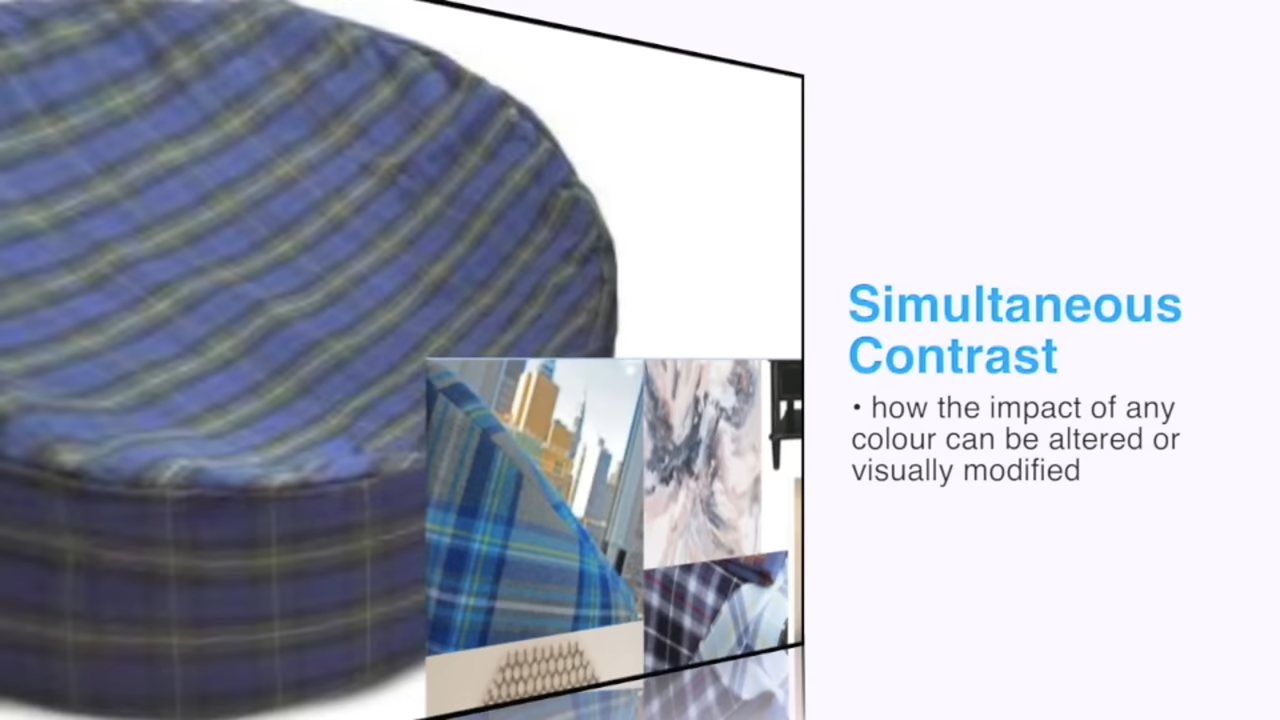 Simultaneous
Contrast
• how the impact of any
colour can be altered or
visually modified